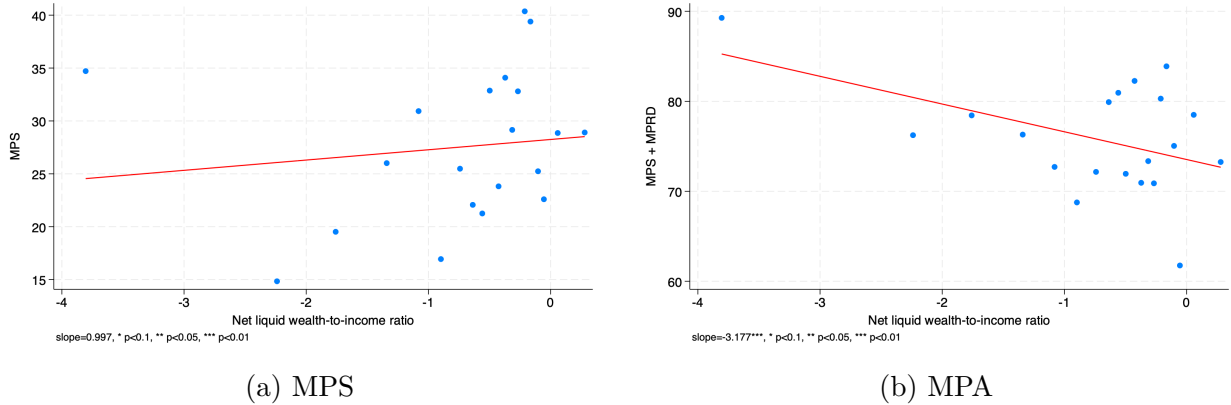 40
35
30
25
20
15
MPS
-4 -3 -2 -1 0
Net liquid wealth-to-income ratio
slope=0.997, * p<0.1, ** p<0.05, *** p<0.01
(a) MPS
90
80
70
60
MPS + MPRD
-4 -3 -2 -1 0
Net liquid wealth-to-income ratio
slope=-3.177***, * p<0.1, ** p<0.05, *** p<0.01
(b) MPA